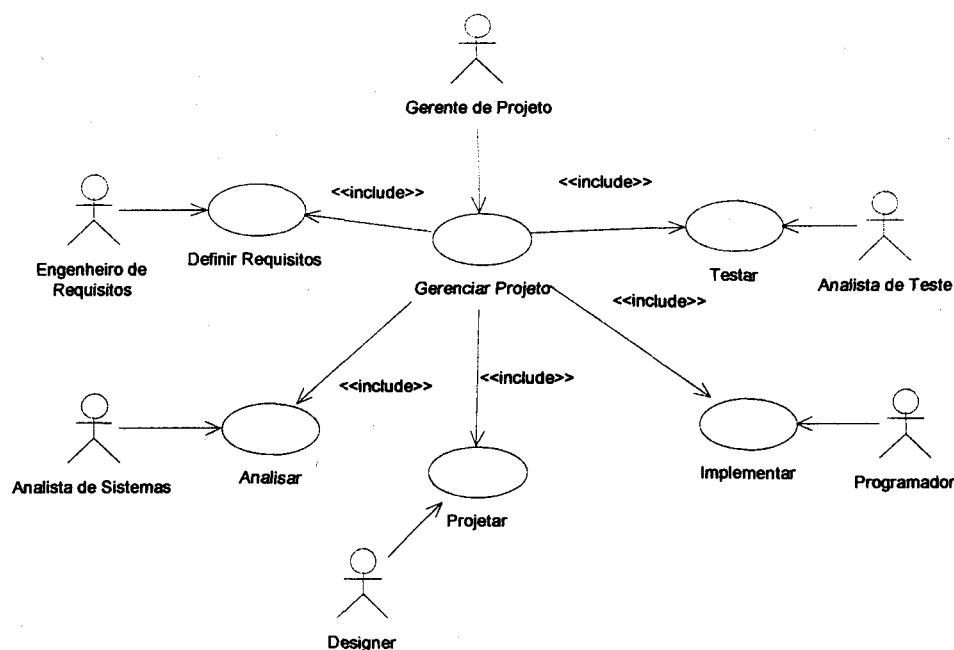 Gerente de Projeto
<<include>>
<<include>>
Engenheiro de
Requisitos
Definir Requisitos
Gerenciar Projeto
Testar
Analista de Teste
<<include>>
<<include>>
<<include>>
Analista de Sistemas
Analisar
Projetar
Implementar
Programador
Designer